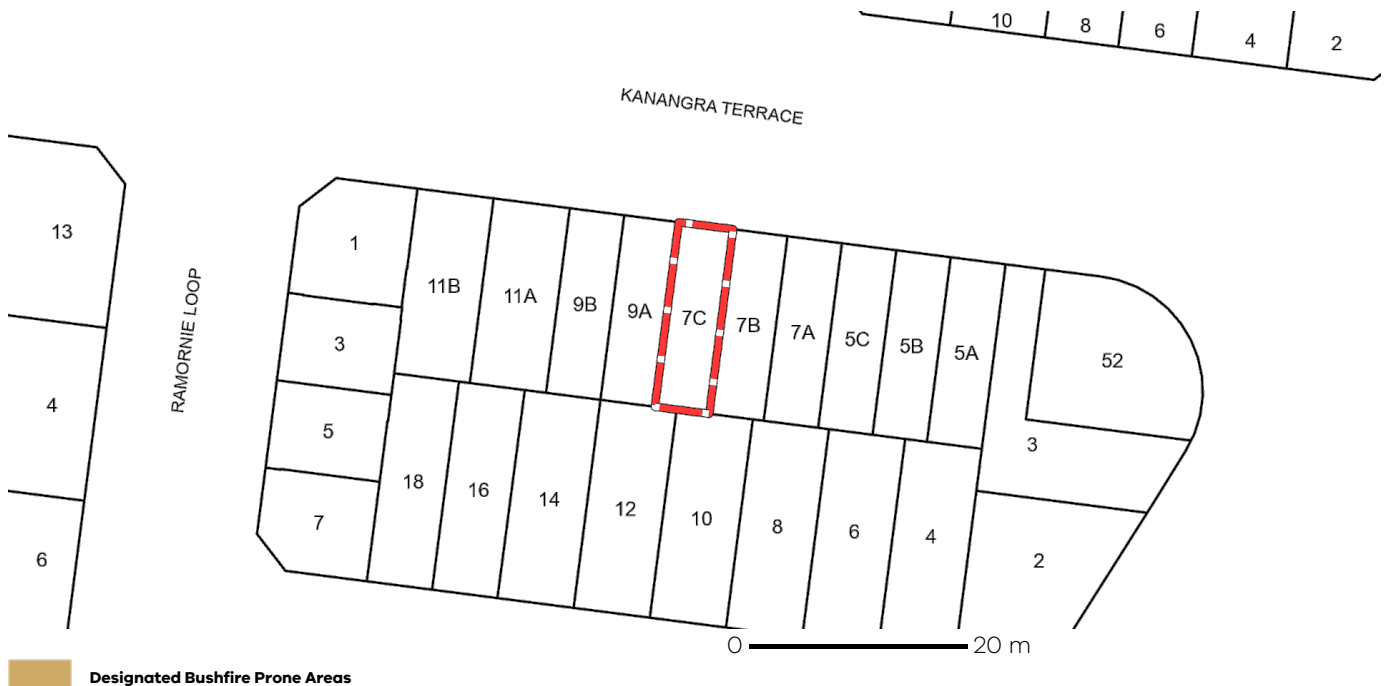 10 8 6 4 2
KANANGRA TERRACE
13
1
RAMORNIE LOOP
11B 11A 9B 9A 7C 7B 7A 5C 5B 5A
52
3
4
5
3
18 16 14 12 10 8 6 4
7
6
2
0 20 m
Designated Bushfire Prone Areas